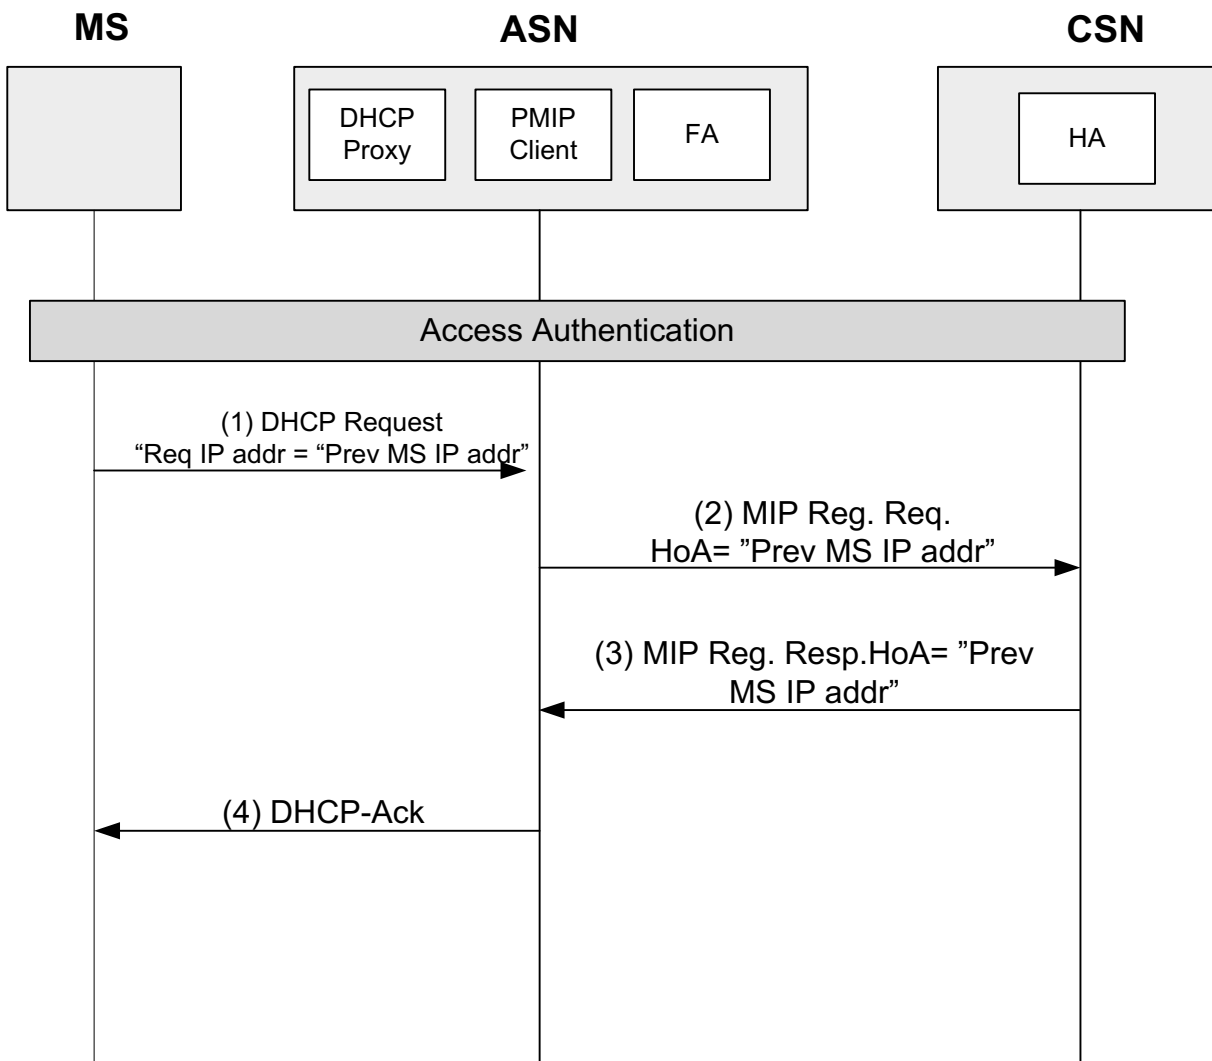 MS
ASN
CSN
DHCP
Proxy
PMIP
Client
FA
HA
Access Authentication
(1) DHCP Request
“Req IP addr = “Prev MS IP addr”
(2) MIP Reg. Req.
HoA= ”Prev MS IP addr”
(3) MIP Reg. Resp.HoA= ”Prev
MS IP addr”
(4) DHCP-Ack